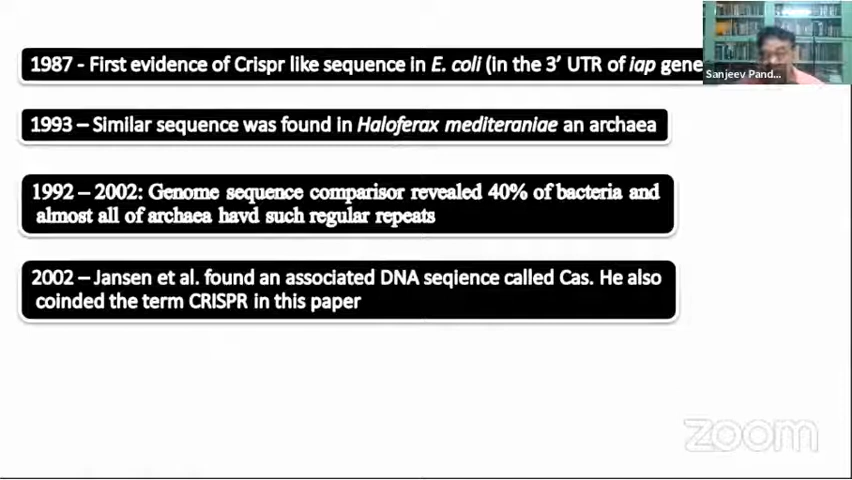 1987 - First evidence of Crispr like sequence in E. coli (in the 3' UTR of iap gene
Sanjeev Pand...
1993 – Similar sequence was found in Haloferax mediteraniae an archaea
1992 – 2002: Genome sequence comparisor revealed 40% of bacteria and
almost all of archaea havd such regular repeats
2002 – Jansen et al. found an associated DNA seqience called Cas. He also
coinded the term CRISPR in this paper
zoom